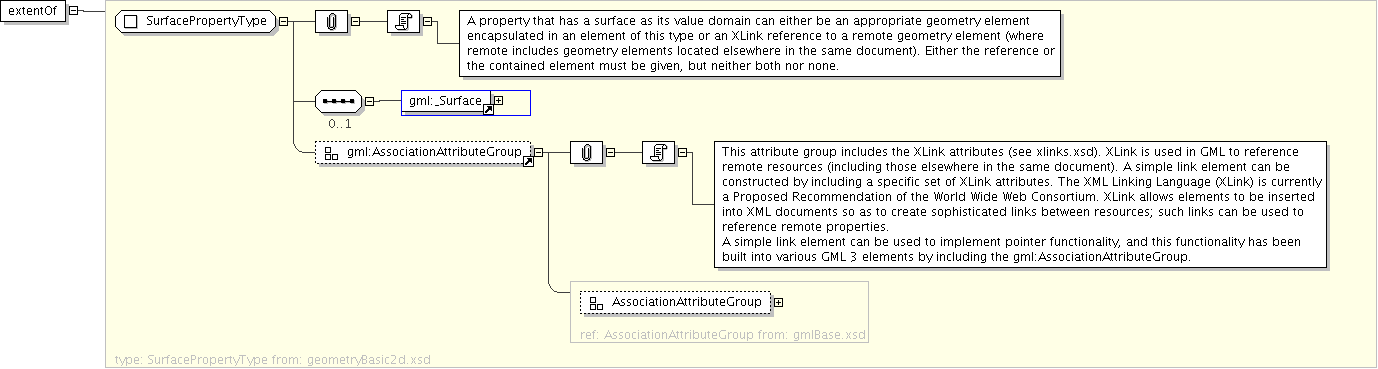 extentOf
SurfacePropertyType
A property that has a surface as its value domain can either be an appropriate geometry element
encapsulated in an element of this type or an XLink reference to a remote geometry element (where
remote includes geometry elements located elsewhere in the same document). Either the reference or
the contained element must be given, but neither both nor none.
gml:_Surface
0..1
gml:AssociationAttributeGroup
This attribute group includes the XLink attributes (see xlinks.xsd). XLink is used in GML to reference
remote resources (including those elsewhere in the same document). A simple link element can be
constructed by including a specific set of XLink attributes. The XML Linking Language (XLink) is currently
a Proposed Recommendation of the World Wide Web Consortium. XLink allows elements to be inserted
into XML documents so as to create sophisticated links between resources; such links can be used to
reference remote properties.
A simple link element can be used to implement pointer functionality, and this functionality has been
built into various GML 3 elements by including the gml:AssociationAttributeGroup.
AssociationAttributeGroup
ref: AssociationAttributeGroup from: gmlBase.xsd
type: SurfacePropertyType from: geometryBasic2d.xsd